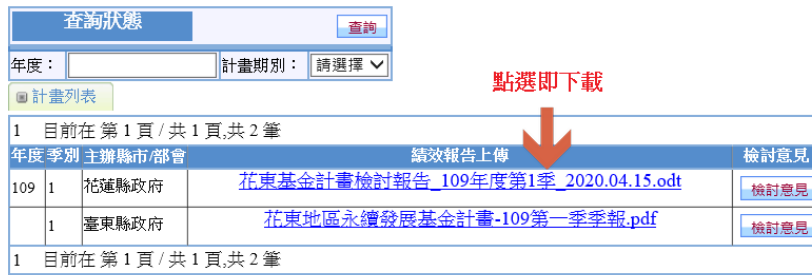 查詢狀態 查詢
年度： 計畫期別： 請選擇
點選即下載
計畫列表
1 目前在 第 1 頁 / 共 1 頁,共 2 筆
年度 季別 主辦縣市/部會 績效報告上傳 檢討意見
109 1 花蓮縣政府 花東基金計畫檢討報告_109年度第1季_2020.04.15.odt 檢討意見
1 臺東縣政府 花東地區永續發展基金計畫-109第一季季報.pdf 檢討意見
1 目前在 第 1 頁 / 共 1 頁,共 2 筆